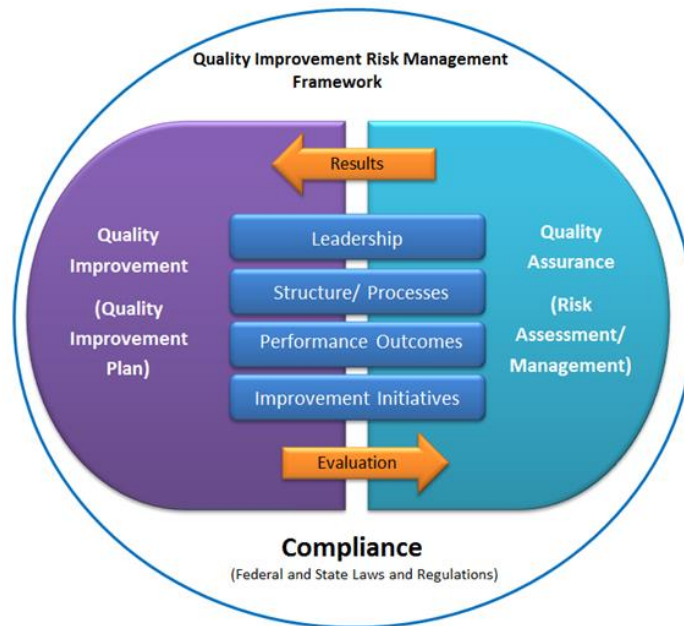 Quality Improvement Risk Management
Framework
Results
Quality
Improvement
(Quality
Improvement
Plan)
Leadership
Structure/ Processes
Performance Outcomes
Improvement Initiatives
Quality
Assurance
(Risk
Assessment/
Management)
Evaluation
Compliance
(Federal and State Laws and Regulations)